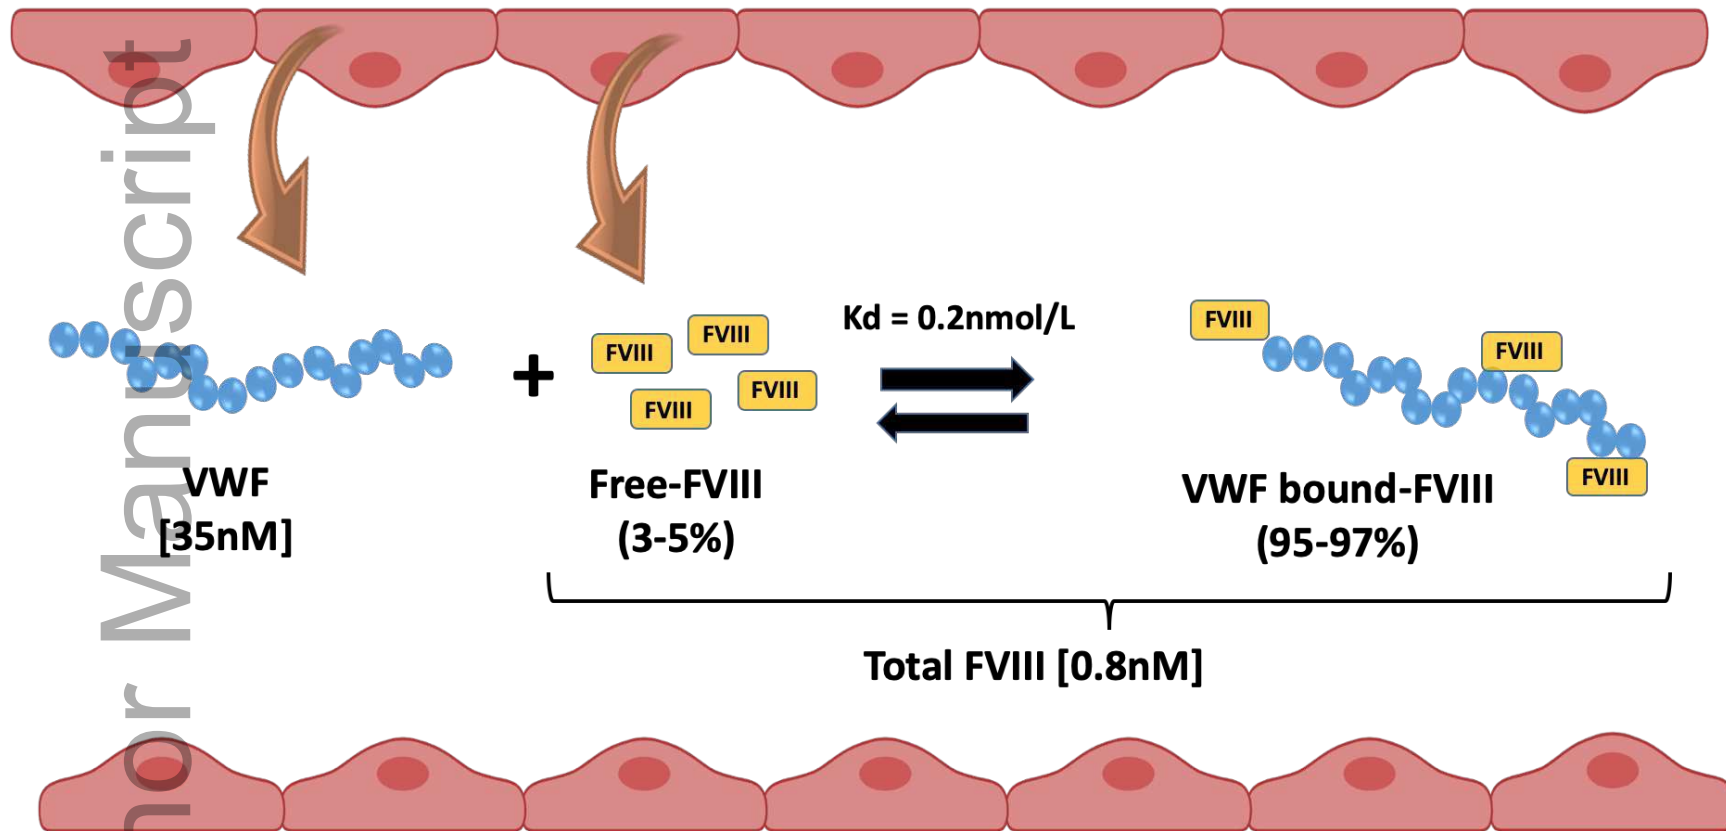 Kd = 0.2nmol/L
FVIII
FVIII
FVIII
FVIII
+
FVIII
FVIII
FVIII
VWF
[35nM]
Free-FVIII
(3-5%)
VWF bound-FVIII
(95-97%)
Total FVIII [0.8nM]
Manuscript